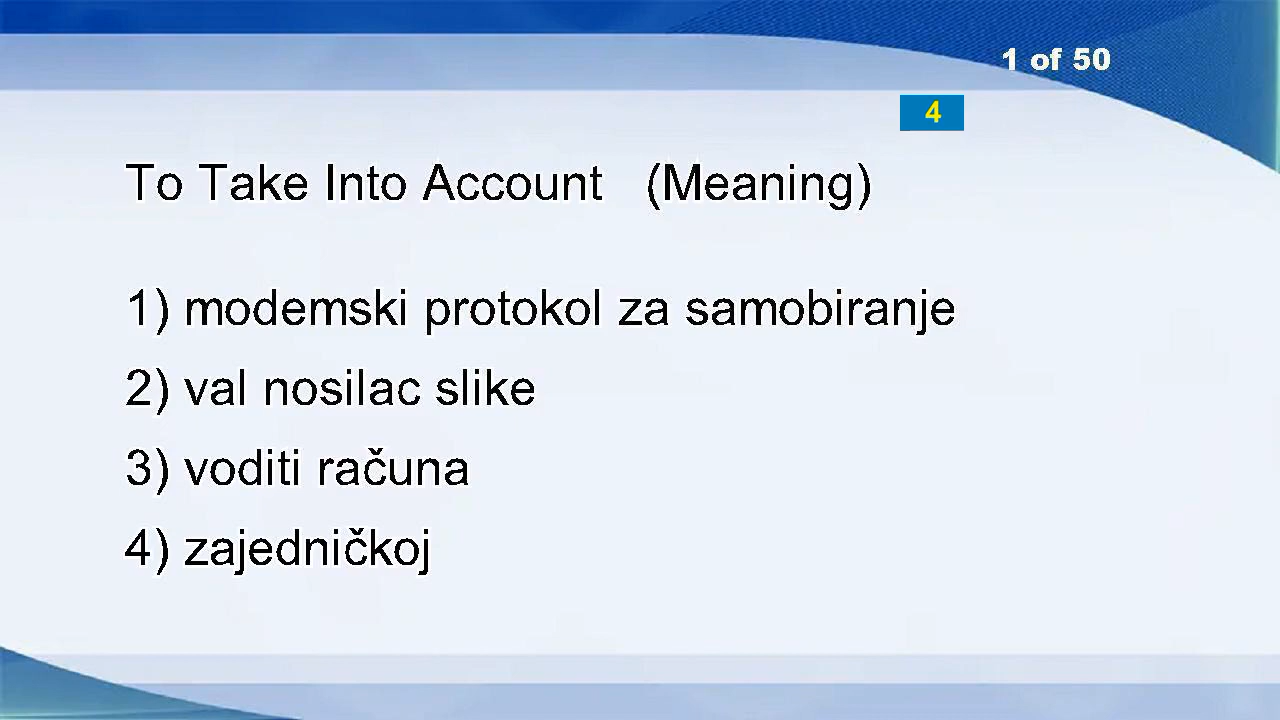 1 of 50
4
To Take Into Account (Meaning)
1) modemski protokol za samobiranje
2) val nosilac slike
3) voditi računa
4) zajedničkoj